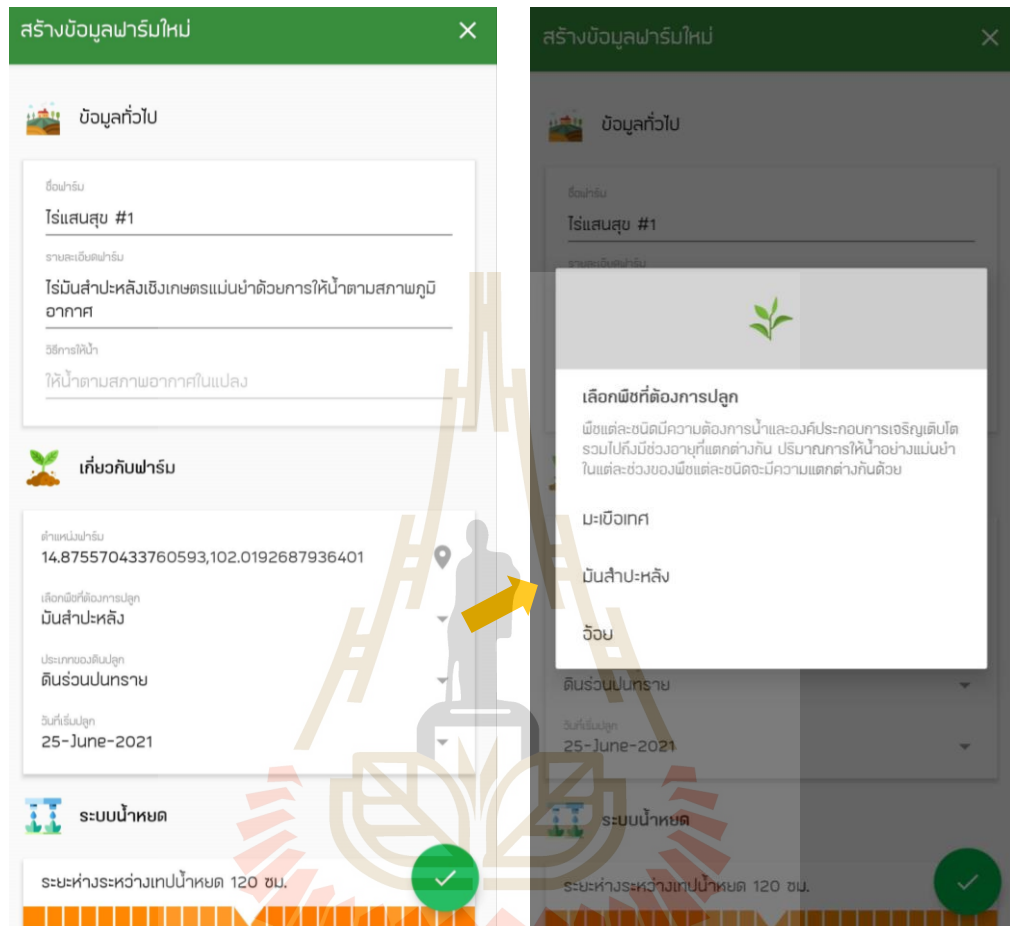 สร้างข้อมูลฟาร์มใหม่
ข้อมูลทั่วไป
ชื่อฟาร์ม
ไร่แสนสุข #1
รายละเอียดฟาร์ม
ไร่มันสำปะหลังเชิงเกษตรแม่นยำด้วยการให้น้ำตามสภาพภูมิ
อากาศ
วิธีการให้น้ำ
ให้น้ำตามสภาพอากาศในแปลง
เกี่ยวกับฟาร์ม
ตำแหน่งฟาร์ม
14.875570433760593,102.0192687936401
เลือกพืชที่ต้องการปลูก
มันสำปะหลัง
ประเภทของดินปลูก
ดินร่วนปนทราย
วันที่เริ่มปลูก
25-June-2021
ระบบน้ำหยด
ระยะห่างระหว่างเทปน้ำหยด 120 ซม.
สร้างข้อมูลฟาร์มใหม่
ข้อมูลทั่วไป
ชื่อฟาร์ม
ไร่แสนสุข #1
รายละเอียดฟาร์ม
เลือกพืชที่ต้องการปลูก
พืชแต่ละชนิดมีความต้องการน้ำและองค์ประกอบการเจริญเติบโต
รวมไปถึงมีช่วงอายุที่แตกต่างกัน ปริมาณการให้น้ำอย่างแม่นยำ
ในแต่ละช่วงของพืชแต่ละชนิดจะมีความแตกต่างกันด้วย
มะเขือเทศ
มันสำปะหลัง
อ้อย
ดินร่วนปนทราย
วันที่เริ่มปลูก
25-June-2021
ระบบน้ำหยด
ระยะห่างระหว่างเทปน้ำหยด 120 ซม.